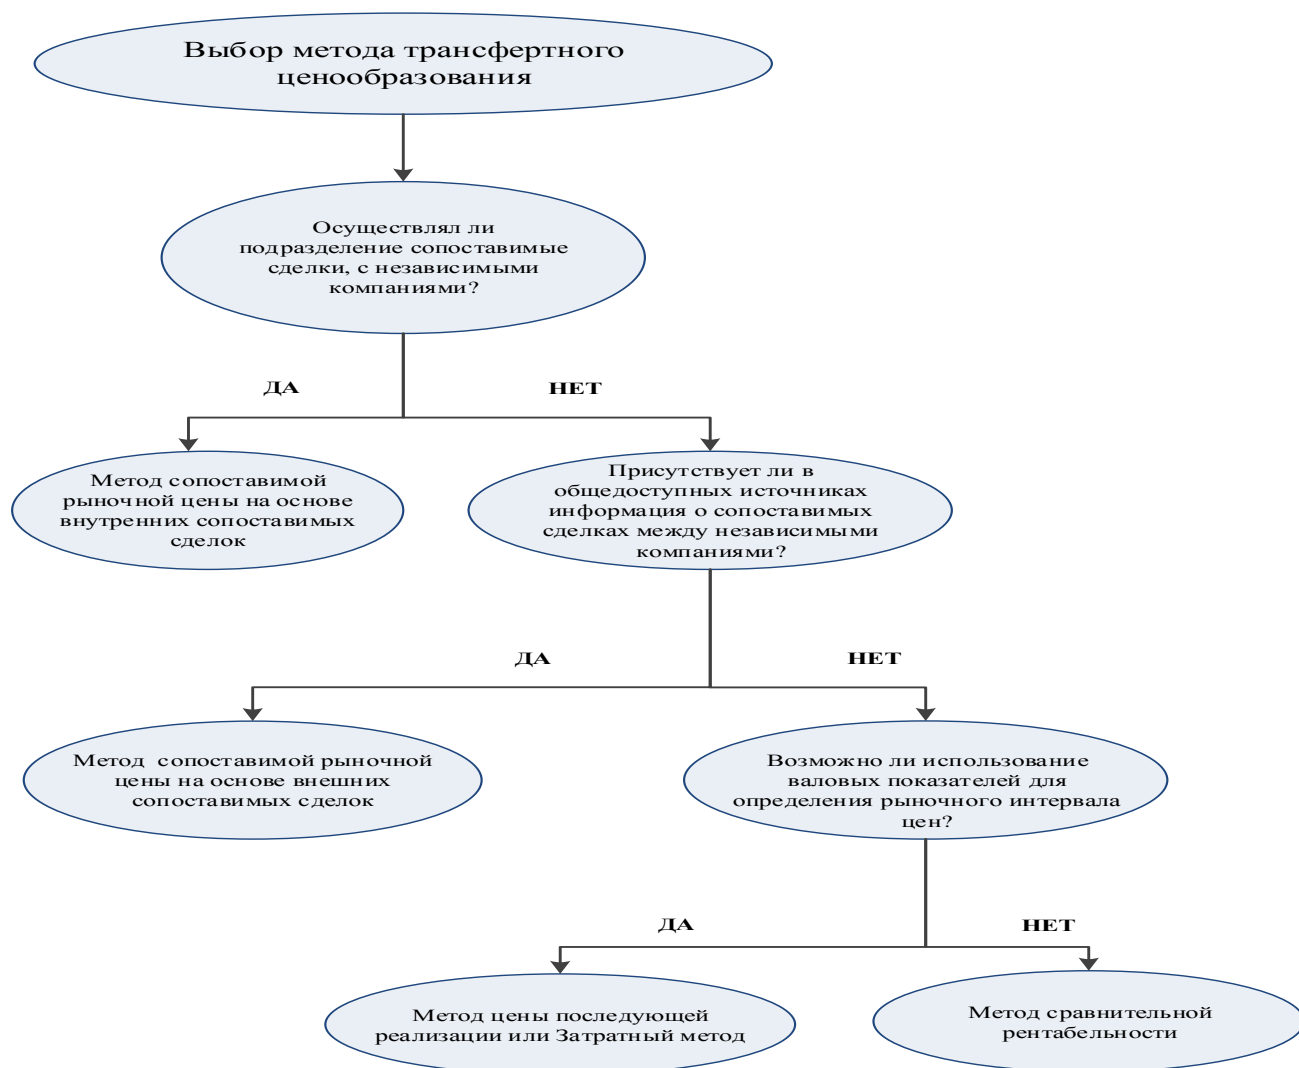 Выбор метода трансфертного
ценообразования
Осуществлял ли
подразделение сопоставимые
сделки, с независимыми
компаниями?
ДА
НЕТ
Метод сопоставимой
рыночной цены на основе
внутренних сопоставимых
сделок
Присутствует ли в
общедоступных источниках
информация о сопоставимых
сделках между независимыми
компаниями?
ДА
НЕТ
Метод сопоставимой рыночной
цены на основе внешних
сопоставимых сделок
Возможно ли использование
валовых показателей для
определения рыночного интервала
цен?
ДА
НЕТ
Метод цены последующей
реализации или Затратный метод
Метод сравнительной
рентабельности